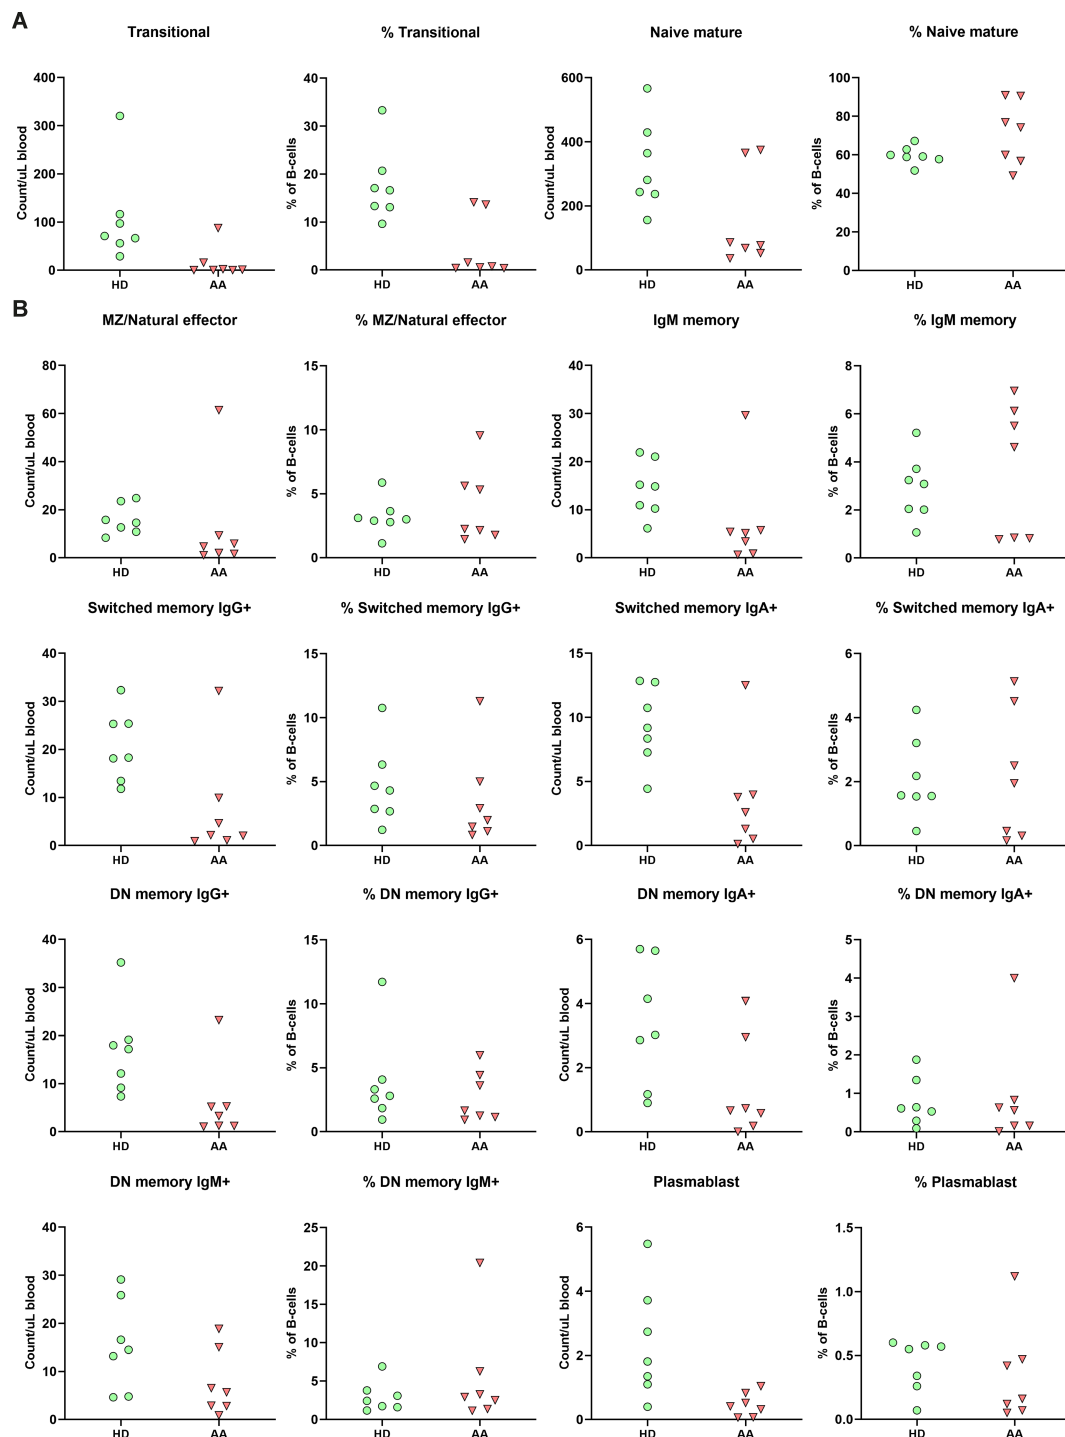 A
Transitional
% Transitional
Naive mature
% Naive mature
Count/uL blood
400
300
200
100
0
HD
AA
% of B-cells
40
30
20
10
0
HD
AA
Count/uL blood
600
400
200
0
HD
AA
% of B-cells
100
80
60
40
20
0
HD
AA
B
MZ/Natural effector
% MZ/Natural effector
IgM memory
% IgM memory
Count/uL blood
80
60
40
20
0
HD
AA
% of B-cells
15
10
5
0
HD
AA
Count/uL blood
40
30
20
10
0
HD
AA
% of B-cells
8
6
4
2
0
HD
AA
Switched memory IgG+
% Switched memory IgG+
Switched memory IgA+
% Switched memory IgA+
Count/uL blood
40
30
20
10
0
HD
AA
% of B-cells
15
10
5
0
HD
AA
Count/uL blood
15
10
5
0
HD
AA
% of B-cells
6
4
2
0
HD
AA
DN memory IgG+
% DN memory IgG+
DN memory IgA+
% DN memory IgA+
Count/uL blood
40
30
20
10
0
HD
AA
% of B-cells
15
10
5
0
HD
AA
Count/uL blood
6
4
2
0
HD
AA
% of B-cells
5
4
3
2
1
0
HD
AA
DN memory IgM+
% DN memory IgM+
Plasmablast
% Plasmablast
Count/uL blood
40
30
20
10
0
HD
AA
% of B-cells
25
20
15
10
5
0
HD
AA
Count/uL blood
6
4
2
0
HD
AA
% of B-cells
1.5
1.0
0.5
0.0
HD
AA